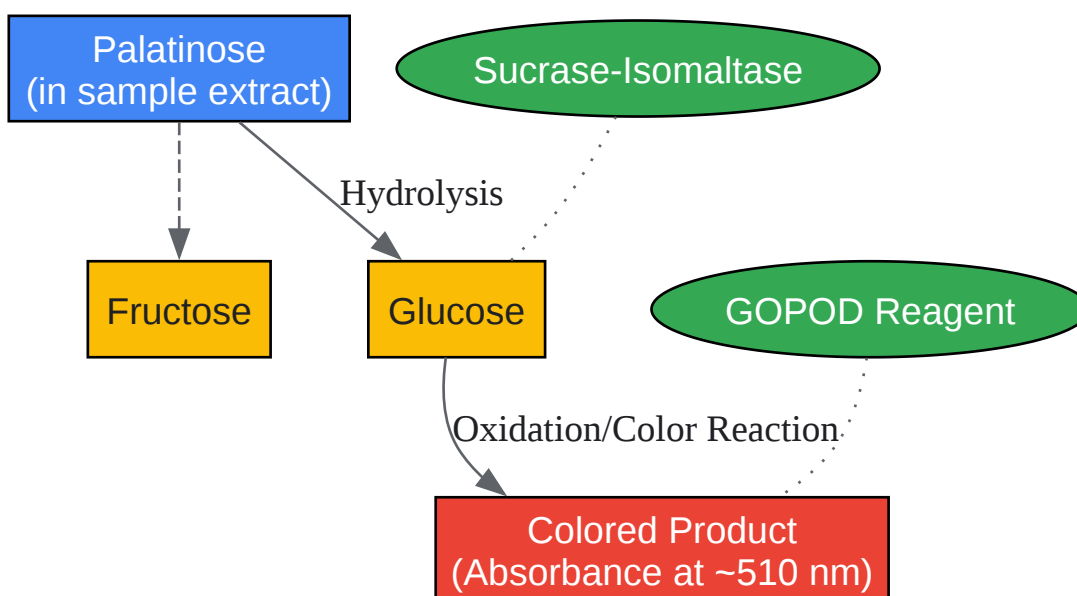 Palatinose
(in sample extract)
Sucrase-Isomaltase
Hydrolysis
Fructose
Glucose
GOPOD Reagent
Oxidation/Color Reaction
Colored Product
(Absorbance at ~510 nm)